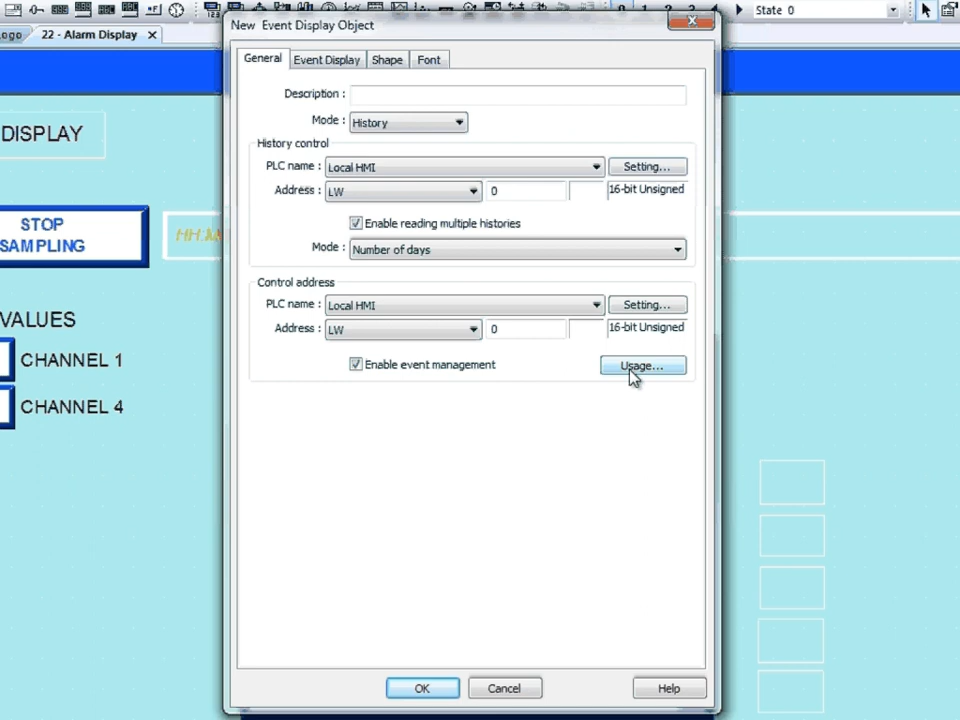 State 0
New Event Display Object
ogo
22 - Alarm Display
General
Event Display
Shape
Font
Description :
Mode :
History
DISPLAY
History control
PLC name :
Local HMI
Setting...
Address :
LW
0
16-bit Unsigned
STOP
SAMPLING
Enable reading multiple histories
Mode :
Number of days
Control address
PLC name :
Local HMI
Setting...
VALUES
Address :
LW
0
16-bit Unsigned
CHANNEL 1
Enable event management
Usage...
CHANNEL 4
OK
Cancel
Help